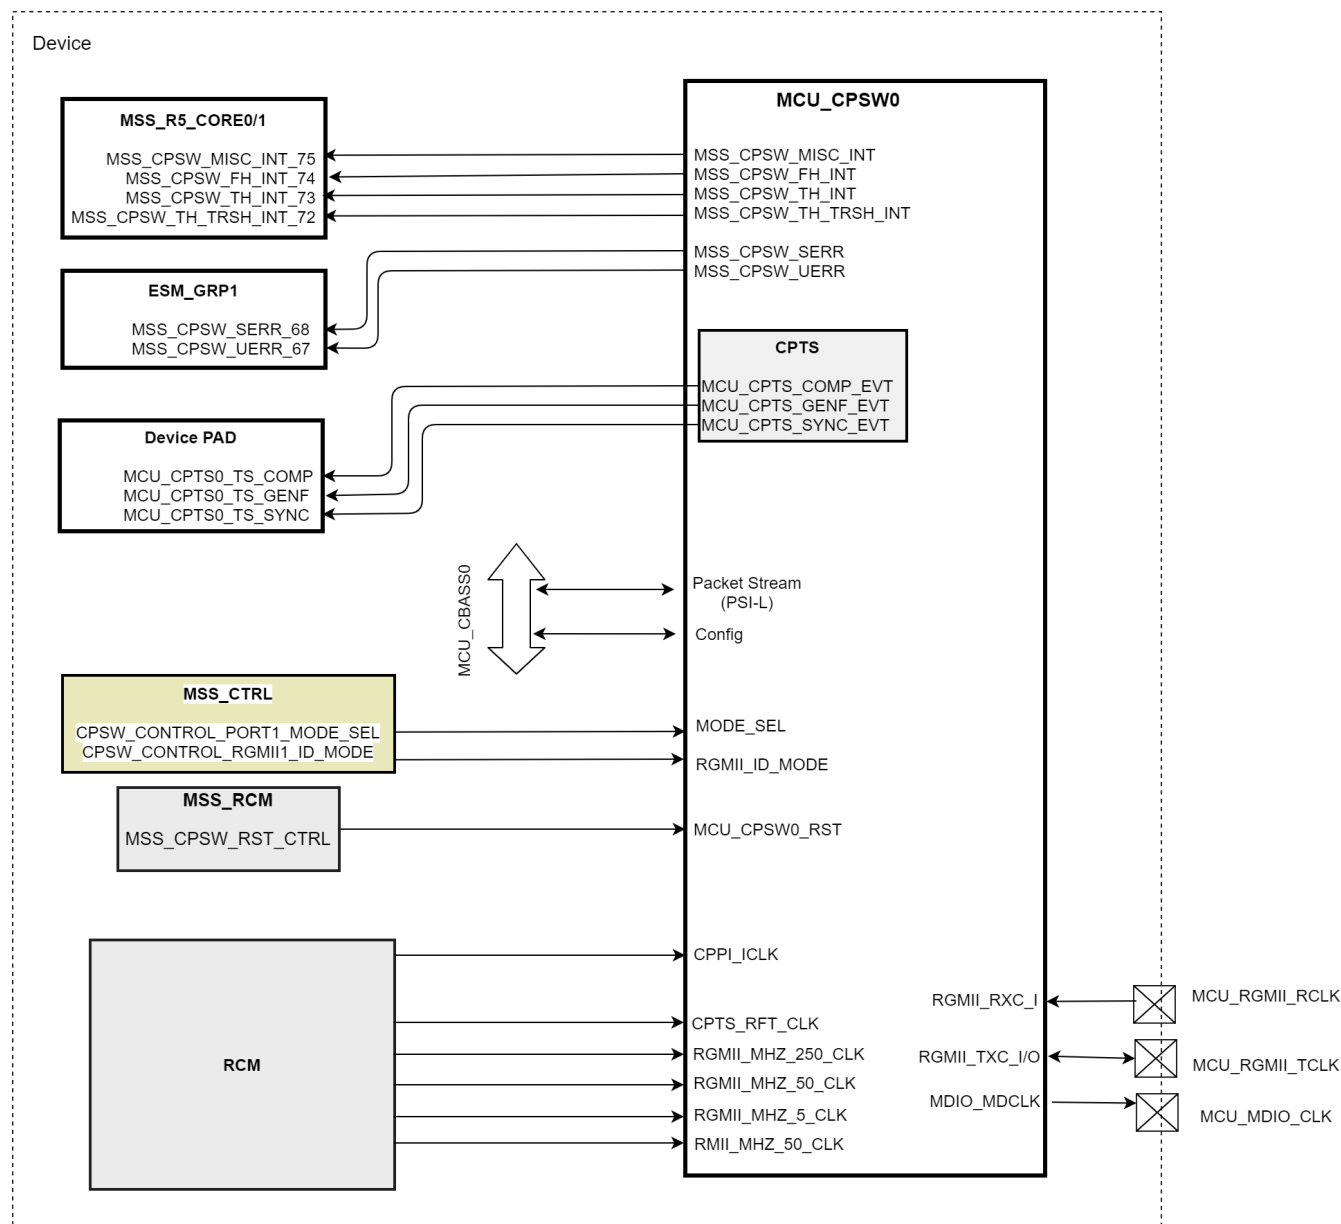 Device
MSS_R5_CORE0/1
MSS_CPSW_MISC_INT_75
MSS_CPSW_FH_INT_74
MSS_CPSW_TH_INT_73
MSS_CPSW_TH_TRSH_INT_72
ESM_GRP1
MSS_CPSW_SERR_68
MSS_CPSW_UERR_67
Device PAD
MCU_CPTS0_TS_COMP
MCU_CPTS0_TS_GENF
MCU_CPTS0_TS_SYNC
MCU_CBASS0
MSS_CTRL
CPSW_CONTROL_PORT1_MODE_SEL
CPSW_CONTROL_RGMII1_ID_MODE
MSS_RCM
MSS_CPSW_RST_CTRL
RCM
MCU_CPSW0
MSS_CPSW_MISC_INT
MSS_CPSW_FH_INT
MSS_CPSW_TH_INT
MSS_CPSW_TH_TRSH_INT
MSS_CPSW_SERR
MSS_CPSW_UERR
CPTS
MCU_CPTS_COMP_EVT
MCU_CPTS_GENF_EVT
MCU_CPTS_SYNC_EVT
Packet Stream
(PSI-L)
Config
MODE_SEL
RGMII_ID_MODE
MCU_CPSW0_RST
CPPI_ICLK
CPTS_RFT_CLK
RGMII_MHZ_250_CLK
RGMII_MHZ_50_CLK
RGMII_MHZ_5_CLK
RMII_MHZ_50_CLK
RGMII_RXC_I
RGMII_TXC_I/O
MDIO_MDCLK
MCU_RGMII_RCLK
MCU_RGMII_TCLK
MCU_MDIO_CLK